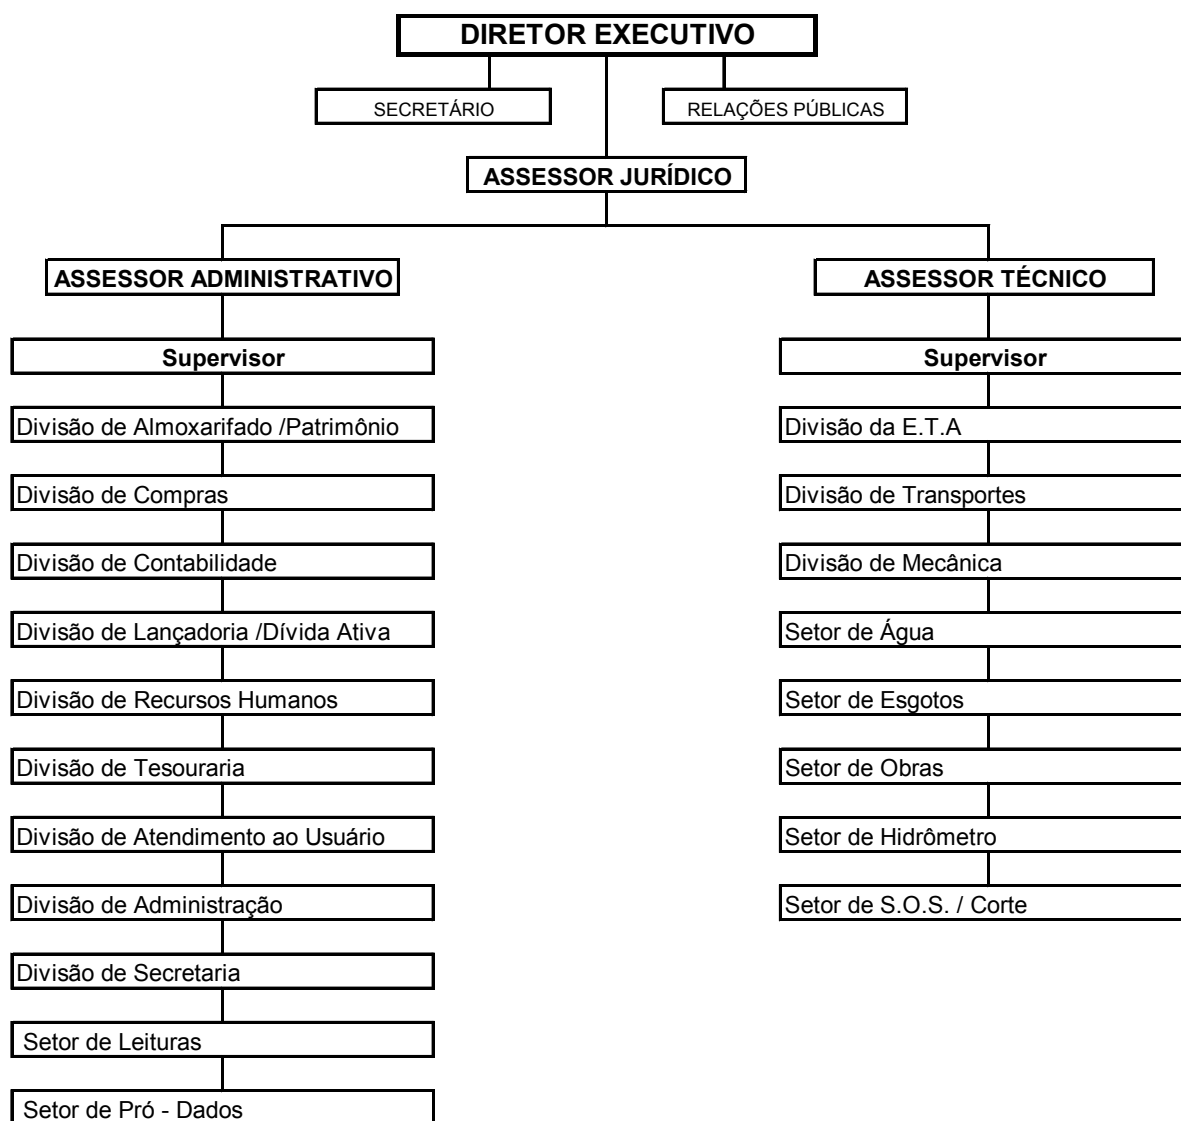 DIRETOR EXECUTIVO
SECRETÁRIO
RELAÇÕES PÚBLICAS
ASSESSOR JURÍDICO
ASSESSOR ADMINISTRATIVO
ASSESSOR TÉCNICO
Supervisor
Supervisor
Divisão de Almoxarifado /Patrimônio
Divisão da E.T.A
Divisão de Compras
Divisão de Transportes
Divisão de Contabilidade
Divisão de Mecânica
Divisão de Lançadoria /Dívida Ativa
Setor de Água
Divisão de Recursos Humanos
Setor de Esgotos
Divisão de Tesouraria
Setor de Obras
Divisão de Atendimento ao Usuário
Setor de Hidrômetro
Divisão de Administração
Setor de S.O.S. / Corte
Divisão de Secretaria
Setor de Leituras
Setor de Pró - Dados